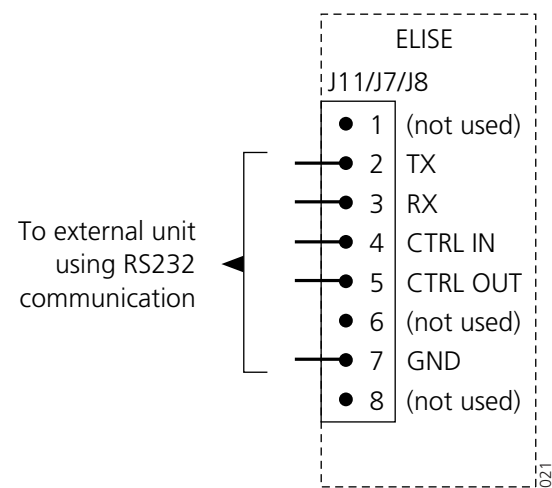 ELISE
J11/J7/J8
1 (not used)
2 TX
3 RX
4 CTRL IN
5 CTRL OUT
6 (not used)
7 GND
8 (not used)
To external unit
using RS232
communication
021